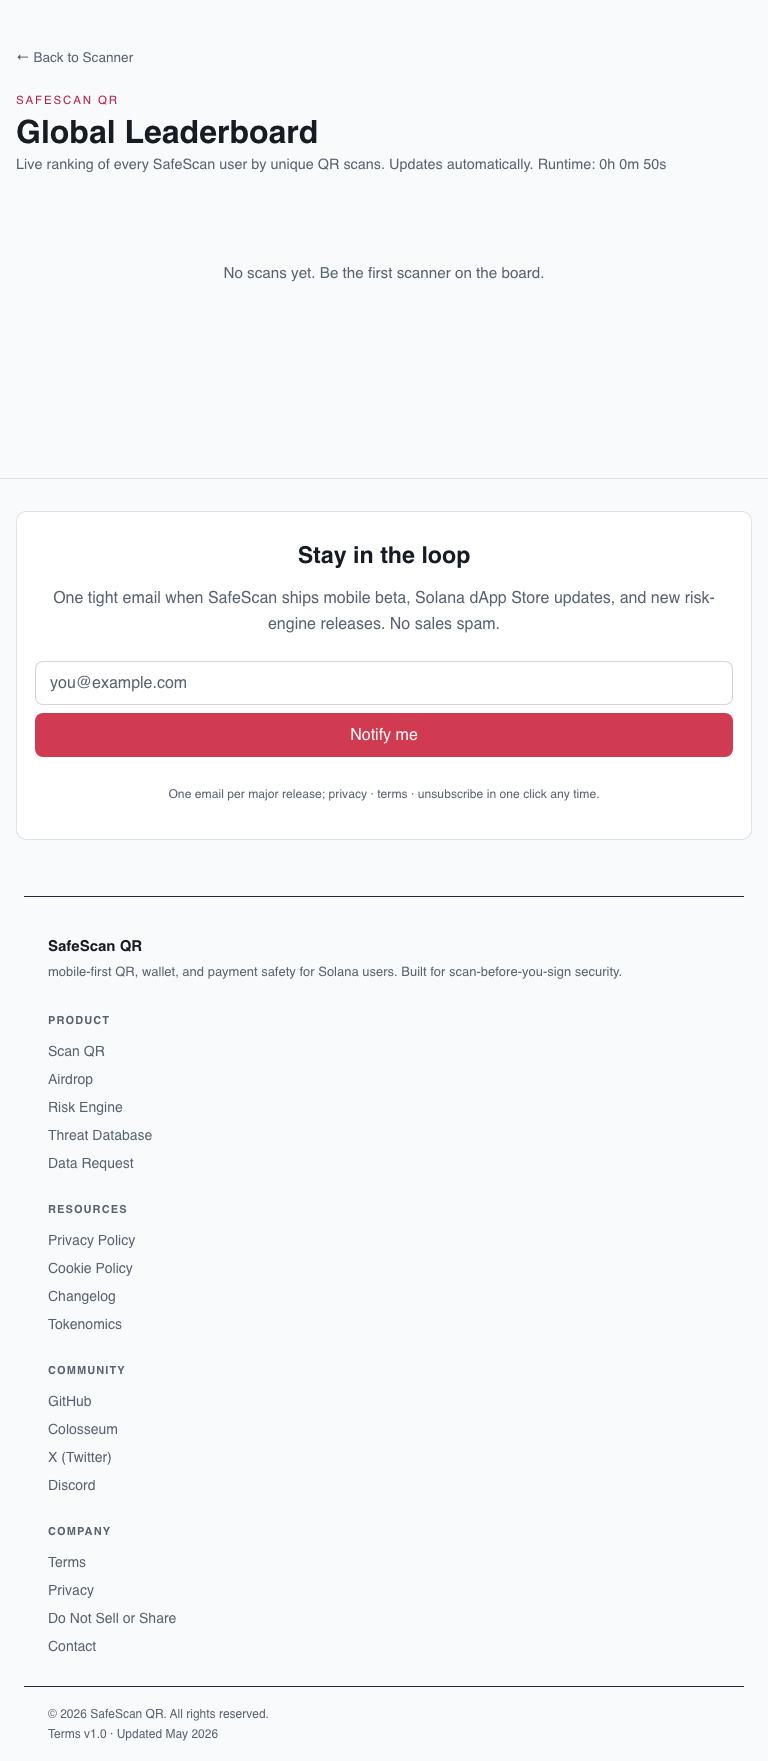 ← Back to Scanner
SAFESCAN QR
Global Leaderboard
Live ranking of every SafeScan user by unique QR scans. Updates automatically. Runtime: 0h 0m 50s
No scans yet. Be the first scanner on the board.
Stay in the loop
One tight email when SafeScan ships mobile beta, Solana dApp Store updates, and new risk-
engine releases. No sales spam.
you@example.com
Notify me
One email per major release; privacy · terms · unsubscribe in one click any time.
SafeScan QR
mobile-first QR, wallet, and payment safety for Solana users. Built for scan-before-you-sign security.
PRODUCT
Scan QR
Airdrop
Risk Engine
Threat Database
Data Request
RESOURCES
Privacy Policy
Cookie Policy
Changelog
Tokenomics
COMMUNITY
GitHub
Colosseum
X (Twitter)
Discord
COMPANY
Terms
Privacy
Do Not Sell or Share
Contact
© 2026 SafeScan QR. All rights reserved.
Terms v1.0 · Updated May 2026